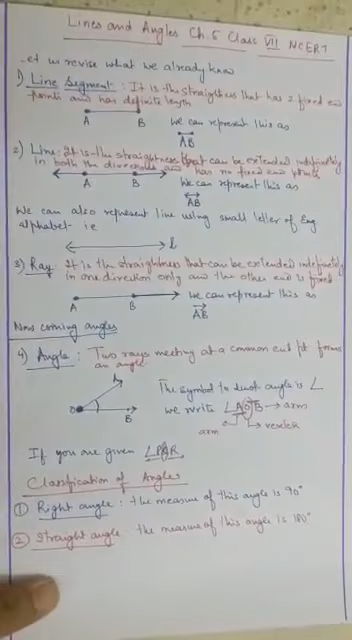 Lines and Angles Ch.5 Class VII NCERT
Let us revise what we already know
1) Line Segment : It is the straightness that has 2 fixed end
points and has definite length
A B We can represent this as
AB
2) Line: It is the straightness that can be extended indefinitely
in both the directions and has no fixed end points
A B We can represent this as
AB
We can also represent line using small letter of Eng
alphabet ie
l
3) Ray It is the straightness that can be extended indefinitely
in one direction only and the other end is fixed
A B We can represent this as
AB
Now coming angles
4) Angle : Two rays meeting at a common end pt forms
an angle
A The symbol to denote angle is ∠
O B we write ∠AOB → arm
arm → vertex
If you are given ∠PQR
Classification of Angles
① Right angle : the measure of this angle is 90°
② Straight angle the measure of this angle is 180°